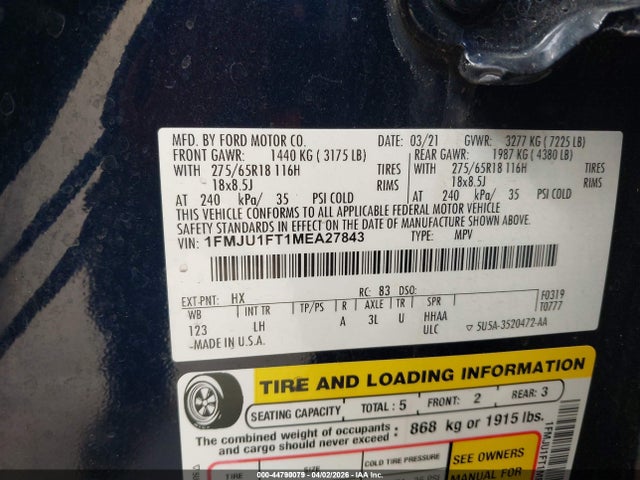 MFD. BY FORD MOTOR CO.
DATE: 03/21 GVWR: 3277 KG (7225 LB)
FRONT GAWR: 1440 KG (3175 LB) REAR GAWR: 1987 KG (4380 LB)
WITH 275/65R18 116H TIRES WITH 275/65R18 116H TIRES
18x8.5J RIMS 18x8.5J RIMS
AT 240 kPa/ 35 PSI COLD AT 240 kPa/ 35 PSI COLD
THIS VEHICLE CONFORMS TO ALL APPLICABLE FEDERAL MOTOR VEHICLE
SAFETY STANDARDS IN EFFECT ON THE DATE OF MANUFACTURE SHOWN ABOVE.
VIN: 1FMJU1FT1MEA27843 TYPE: MPV
EXT PNT: HX RC: 83 DSO: F0319
WB INT TR TP/PS R AXLE TR SPR T0777
123 LH A 3L U HHAA
ULC ▽ 5U5A-3520472-AA
-MADE IN U.S.A.
TIRE AND LOADING INFORMATION
SEATING CAPACITY TOTAL: 5 FRONT: 2 REAR: 3
The combined weight of occupants and cargo should never exceed : 868 kg or 1915 lbs.
TIRE SIZE COLD TIRE PRESSURE
SEE OWNERS
MANUAL FOR
000-44790079 - 04/02/2026 - IAA Inc.